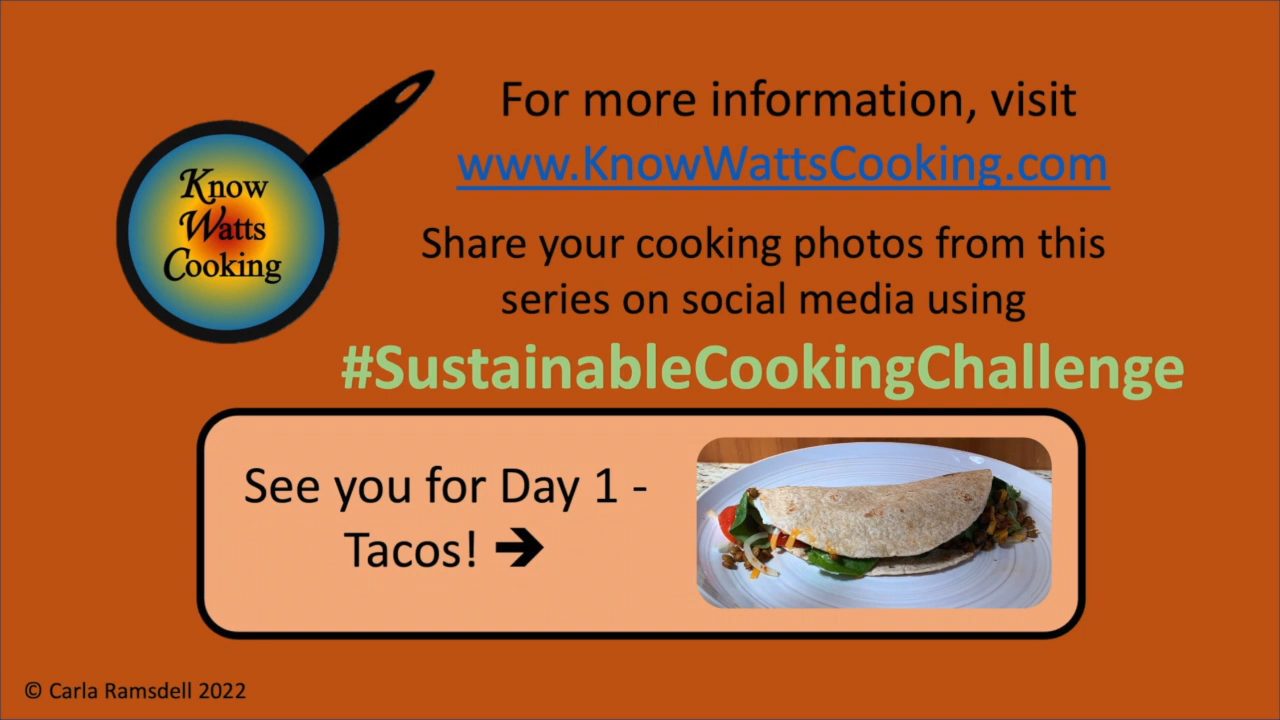 Know
Watts
Cooking
For more information, visit
www.KnowWattsCooking.com
Share your cooking photos from this
series on social media using
#SustainableCookingChallenge
See you for Day 1 -
Tacos! 🡲
© Carla Ramsdell 2022